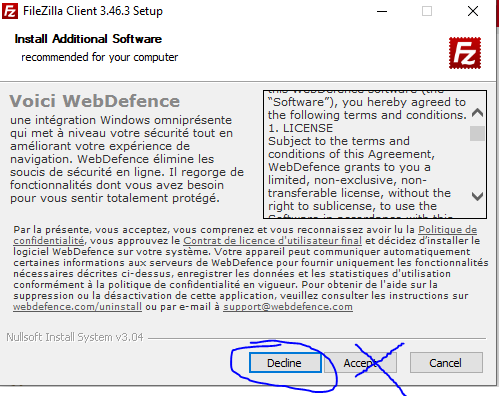 FileZilla Client 3.46.3 Setup
Install Additional Software
recommended for your computer
Fz
Voici WebDefence
une intégration Windows omniprésente
qui met à niveau votre sécurité tout en
améliorant votre expérience de
navigation. WebDefence élimine les
soucis de sécurité en ligne. Il regorge de
fonctionnalités dont vous avez besoin
pour vous sentir totalement protégé.
this WebDefence software (the
“Software”), you hereby agreed to
the following terms and conditions.
1. LICENSE
Subject to the terms and
conditions of this Agreement,
WebDefence grants to you a
limited, non-exclusive, non-
transferable license, without the
right to sublicense, to use the
Software in accordance with this
Par la présente, vous acceptez, vous comprenez et vous reconnaissez avoir lu la Politique de
confidentialité, vous approuvez le Contrat de licence d'utilisateur final et décidez d'installer le
logiciel WebDefence sur votre système. Votre appareil peut communiquer automatiquement
certaines informations aux serveurs de WebDefence pour fournir uniquement les fonctionnalités
nécessaires décrites ci-dessus, enregistrer les données et les statistiques d'utilisation
conformément à la politique de confidentialité en vigueur. Pour obtenir de l'aide sur la
suppression ou la désactivation de cette application, veuillez consulter les instructions sur
webdefence.com/uninstall ou par e-mail à support@webdefence.com
Nullsoft Install System v3.04
Decline Accept Cancel